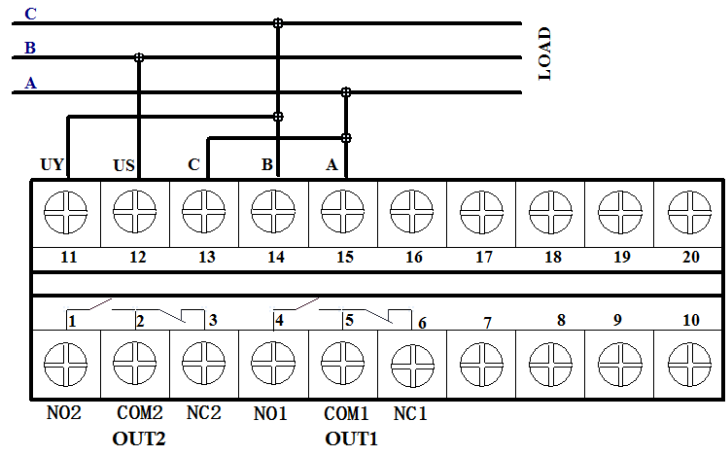 C
B
A
LOAD
UY US C B A
11 12 13 14 15 16 17 18 19 20
1 2 3 4 5 6 7 8 9 10
NO2 COM2 NC2 NO1 COM1 NC1
OUT2 OUT1